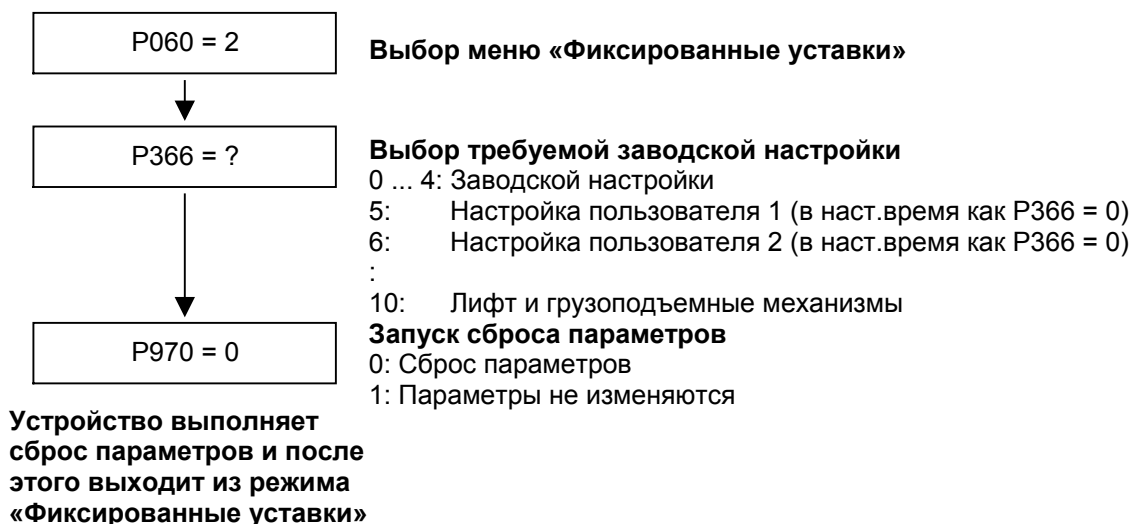 P060 = 2
Выбор меню «Фиксированные уставки»
P366 = ?
Выбор требуемой заводской настройки
0 ... 4: Заводской настройки
5: Настройка пользователя 1 (в наст.время как P366 = 0)
6: Настройка пользователя 2 (в наст.время как P366 = 0)
:
10: Лифт и грузоподъемные механизмы
P970 = 0
Запуск сброса параметров
0: Сброс параметров
1: Параметры не изменяются
Устройство выполняет
сброс параметров и после
этого выходит из режима
«Фиксированные уставки»